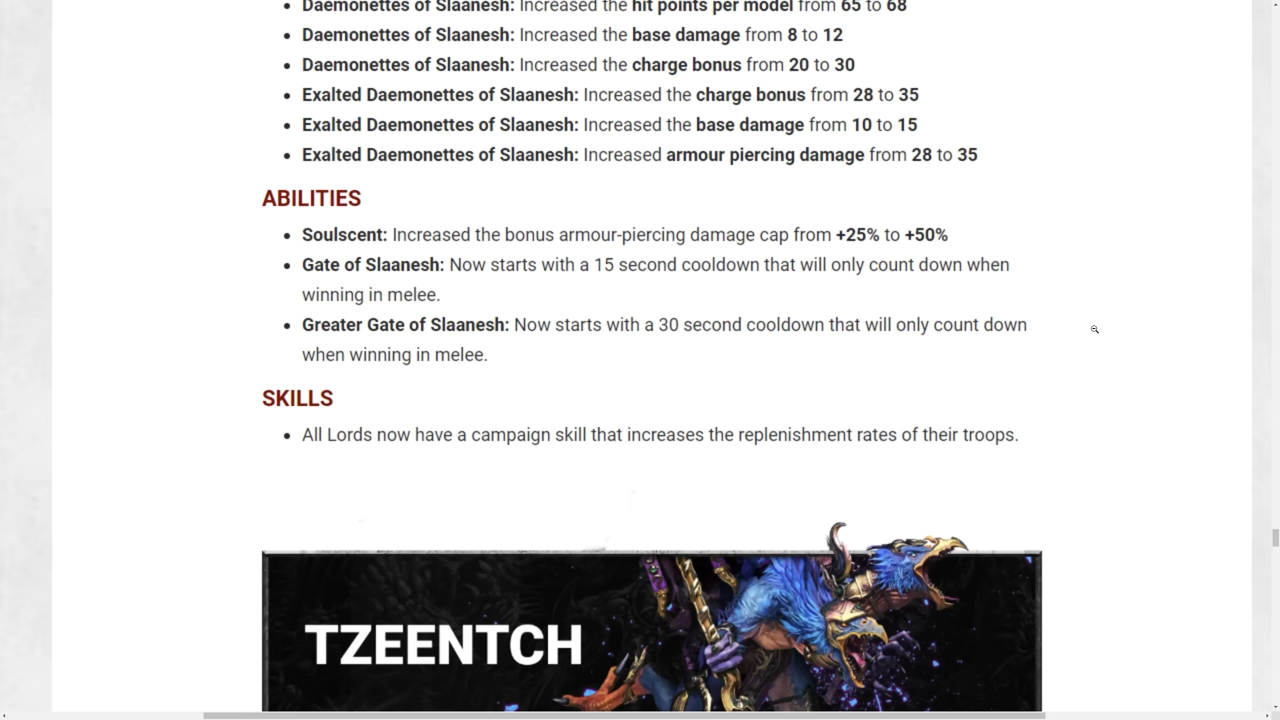 Daemonettes of Slaanesh: Increased the hit points per model from 65 to 68
Daemonettes of Slaanesh: Increased the base damage from 8 to 12
Daemonettes of Slaanesh: Increased the charge bonus from 20 to 30
Exalted Daemonettes of Slaanesh: Increased the charge bonus from 28 to 35
Exalted Daemonettes of Slaanesh: Increased the base damage from 10 to 15
Exalted Daemonettes of Slaanesh: Increased armour piercing damage from 28 to 35
ABILITIES
Soulscent: Increased the bonus armour-piercing damage cap from +25% to +50%
Gate of Slaanesh: Now starts with a 15 second cooldown that will only count down when
winning in melee.
Greater Gate of Slaanesh: Now starts with a 30 second cooldown that will only count down
when winning in melee.
SKILLS
All Lords now have a campaign skill that increases the replenishment rates of their troops.
TZEENTCH